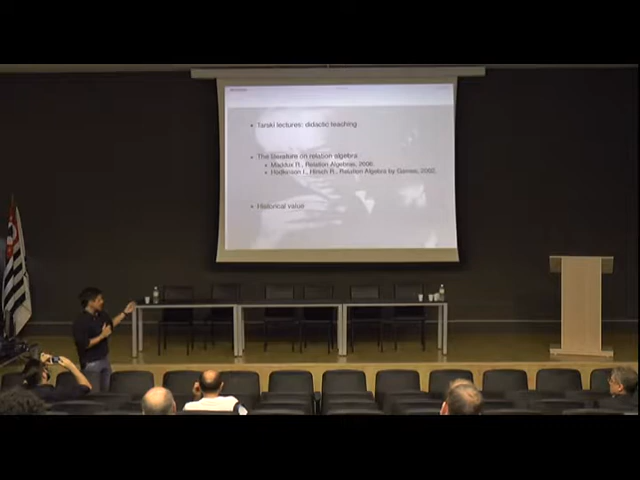 • Tarski lectures: didactic teaching
• The literature on relation algebra
• Maddux R., Relation Algebras, 2006.
• Hodkinson I., Hirsch R., Relation Algebra by Games, 2002.
• Historical value